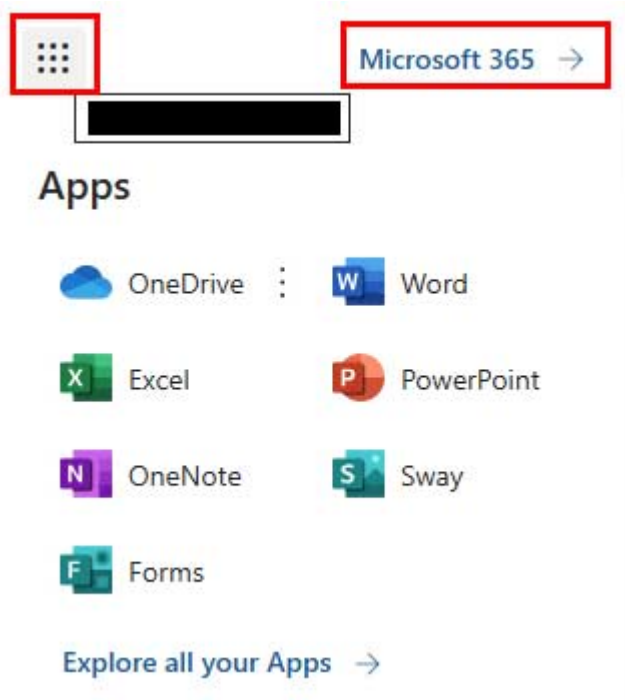 Microsoft 365 →
Apps
OneDrive
W Word
X Excel
P PowerPoint
N OneNote
S Sway
F Forms
Explore all your Apps →